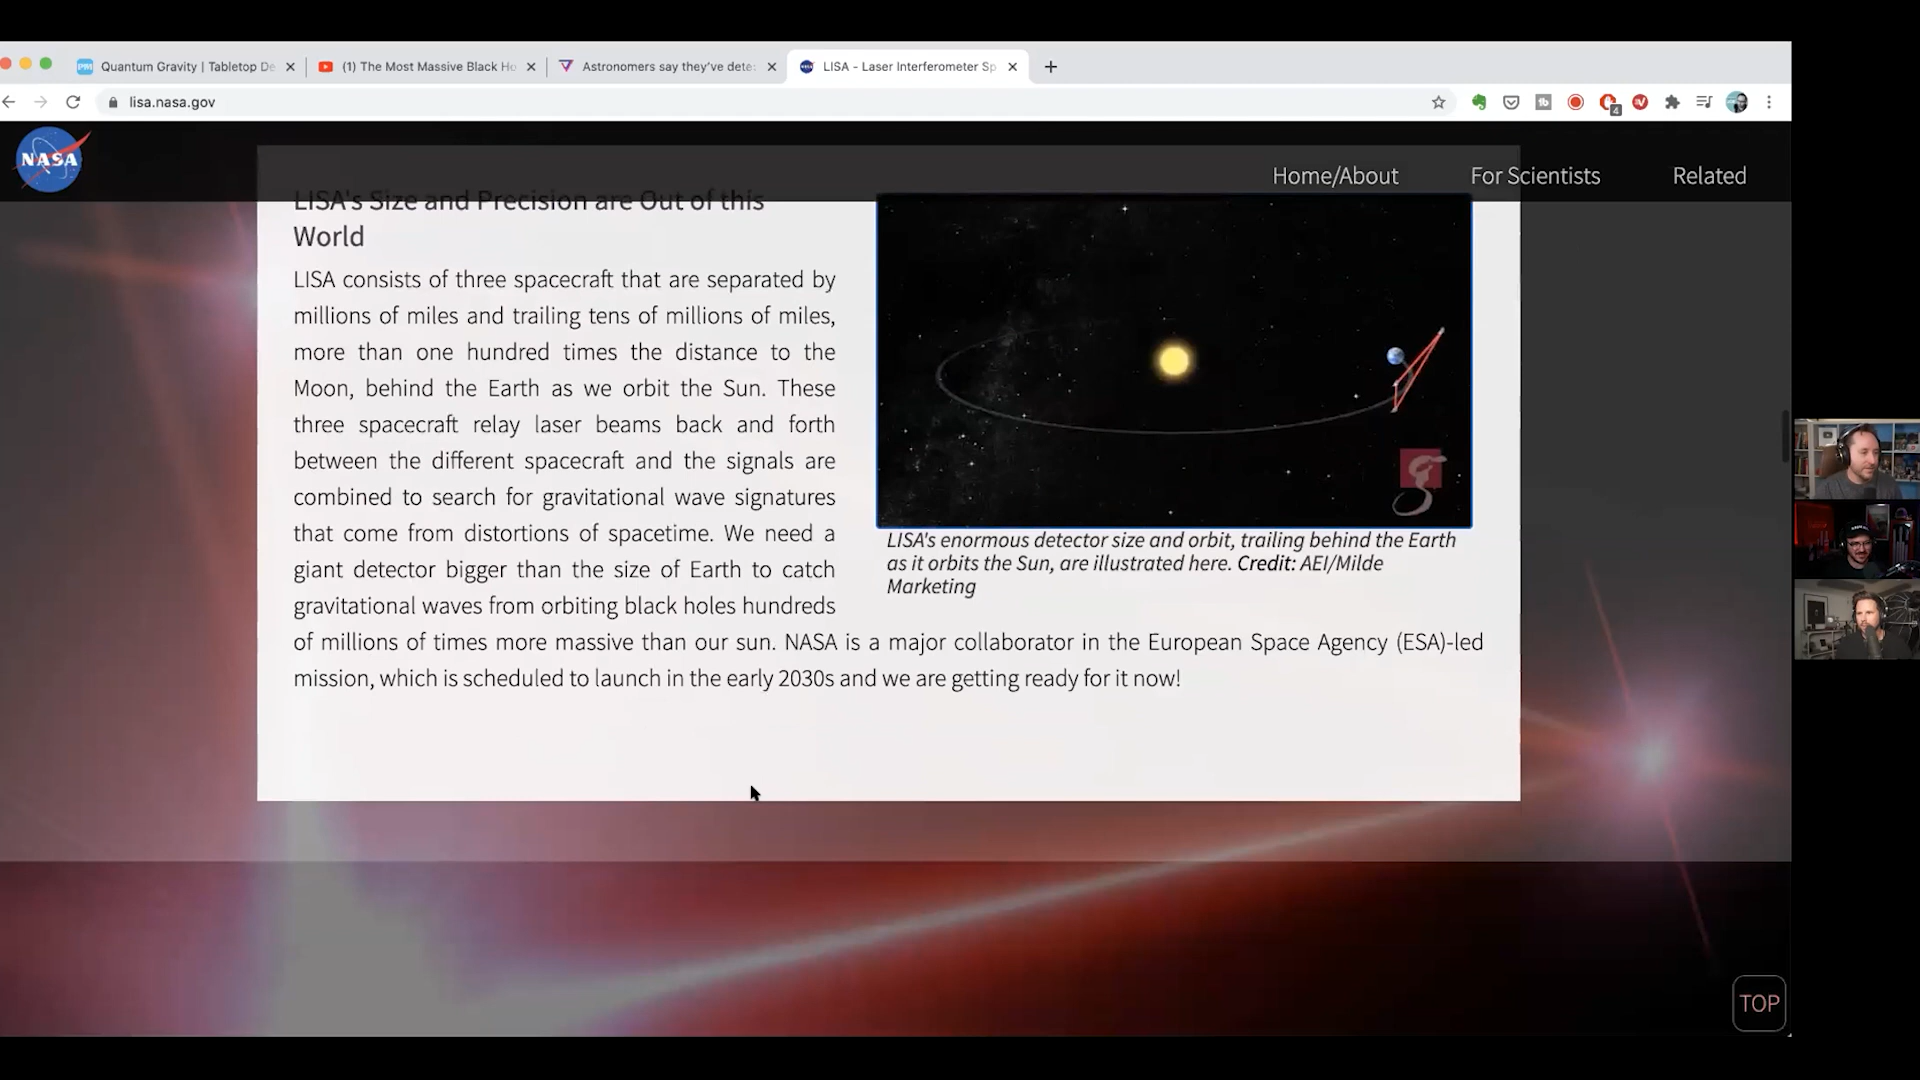 Quantum Gravity | Tabletop De
(1) The Most Massive Black Ho
Astronomers say they've dete
LISA - Laser Interferometer Sp
lisa.nasa.gov
4
NASA
Home/About
For Scientists
Related
LISA's Size and Precision are Out of this
World
LISA consists of three spacecraft that are separated by
millions of miles and trailing tens of millions of miles,
more than one hundred times the distance to the
Moon, behind the Earth as we orbit the Sun. These
three spacecraft relay laser beams back and forth
between the different spacecraft and the signals are
combined to search for gravitational wave signatures
that come from distortions of spacetime. We need a
giant detector bigger than the size of Earth to catch
gravitational waves from orbiting black holes hundreds
of millions of times more massive than our sun. NASA is a major collaborator in the European Space Agency (ESA)-led
mission, which is scheduled to launch in the early 2030s and we are getting ready for it now!
LISA's enormous detector size and orbit, trailing behind the Earth
as it orbits the Sun, are illustrated here. Credit: AEI/Milde
Marketing
TOP